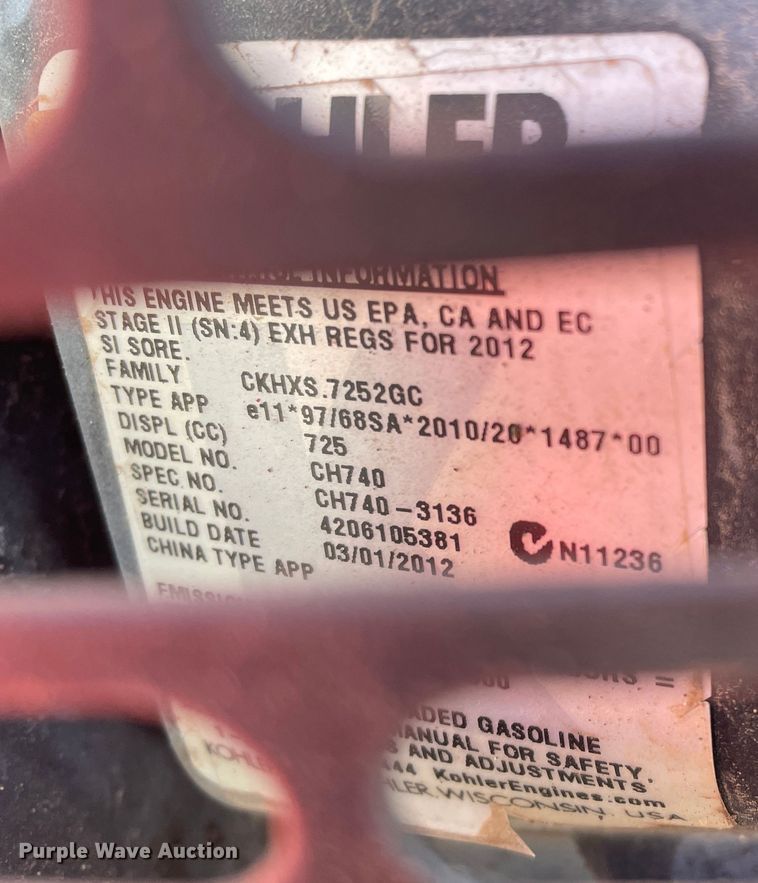 HLER
INFORMATION
THIS ENGINE MEETS US EPA, CA AND EC
STAGE II (SN:4) EXH REGS FOR 2012
SI SORE.
FAMILY CKHXS.7252GC
TYPE APP e11*97/68SA*2010/26*1487*00
DISPL (CC) 725
MODEL NO. CH740
SPEC. NO. CH740-3136
SERIAL NO. 4206105381
BUILD DATE 03/01/2012
CHINA TYPE APP
N11236
GASOLINE
MANUAL FOR SAFETY,
AND ADJUSTMENTS
KohlerEngines.com
WISCONSIN, USA
Purple Wave Auction